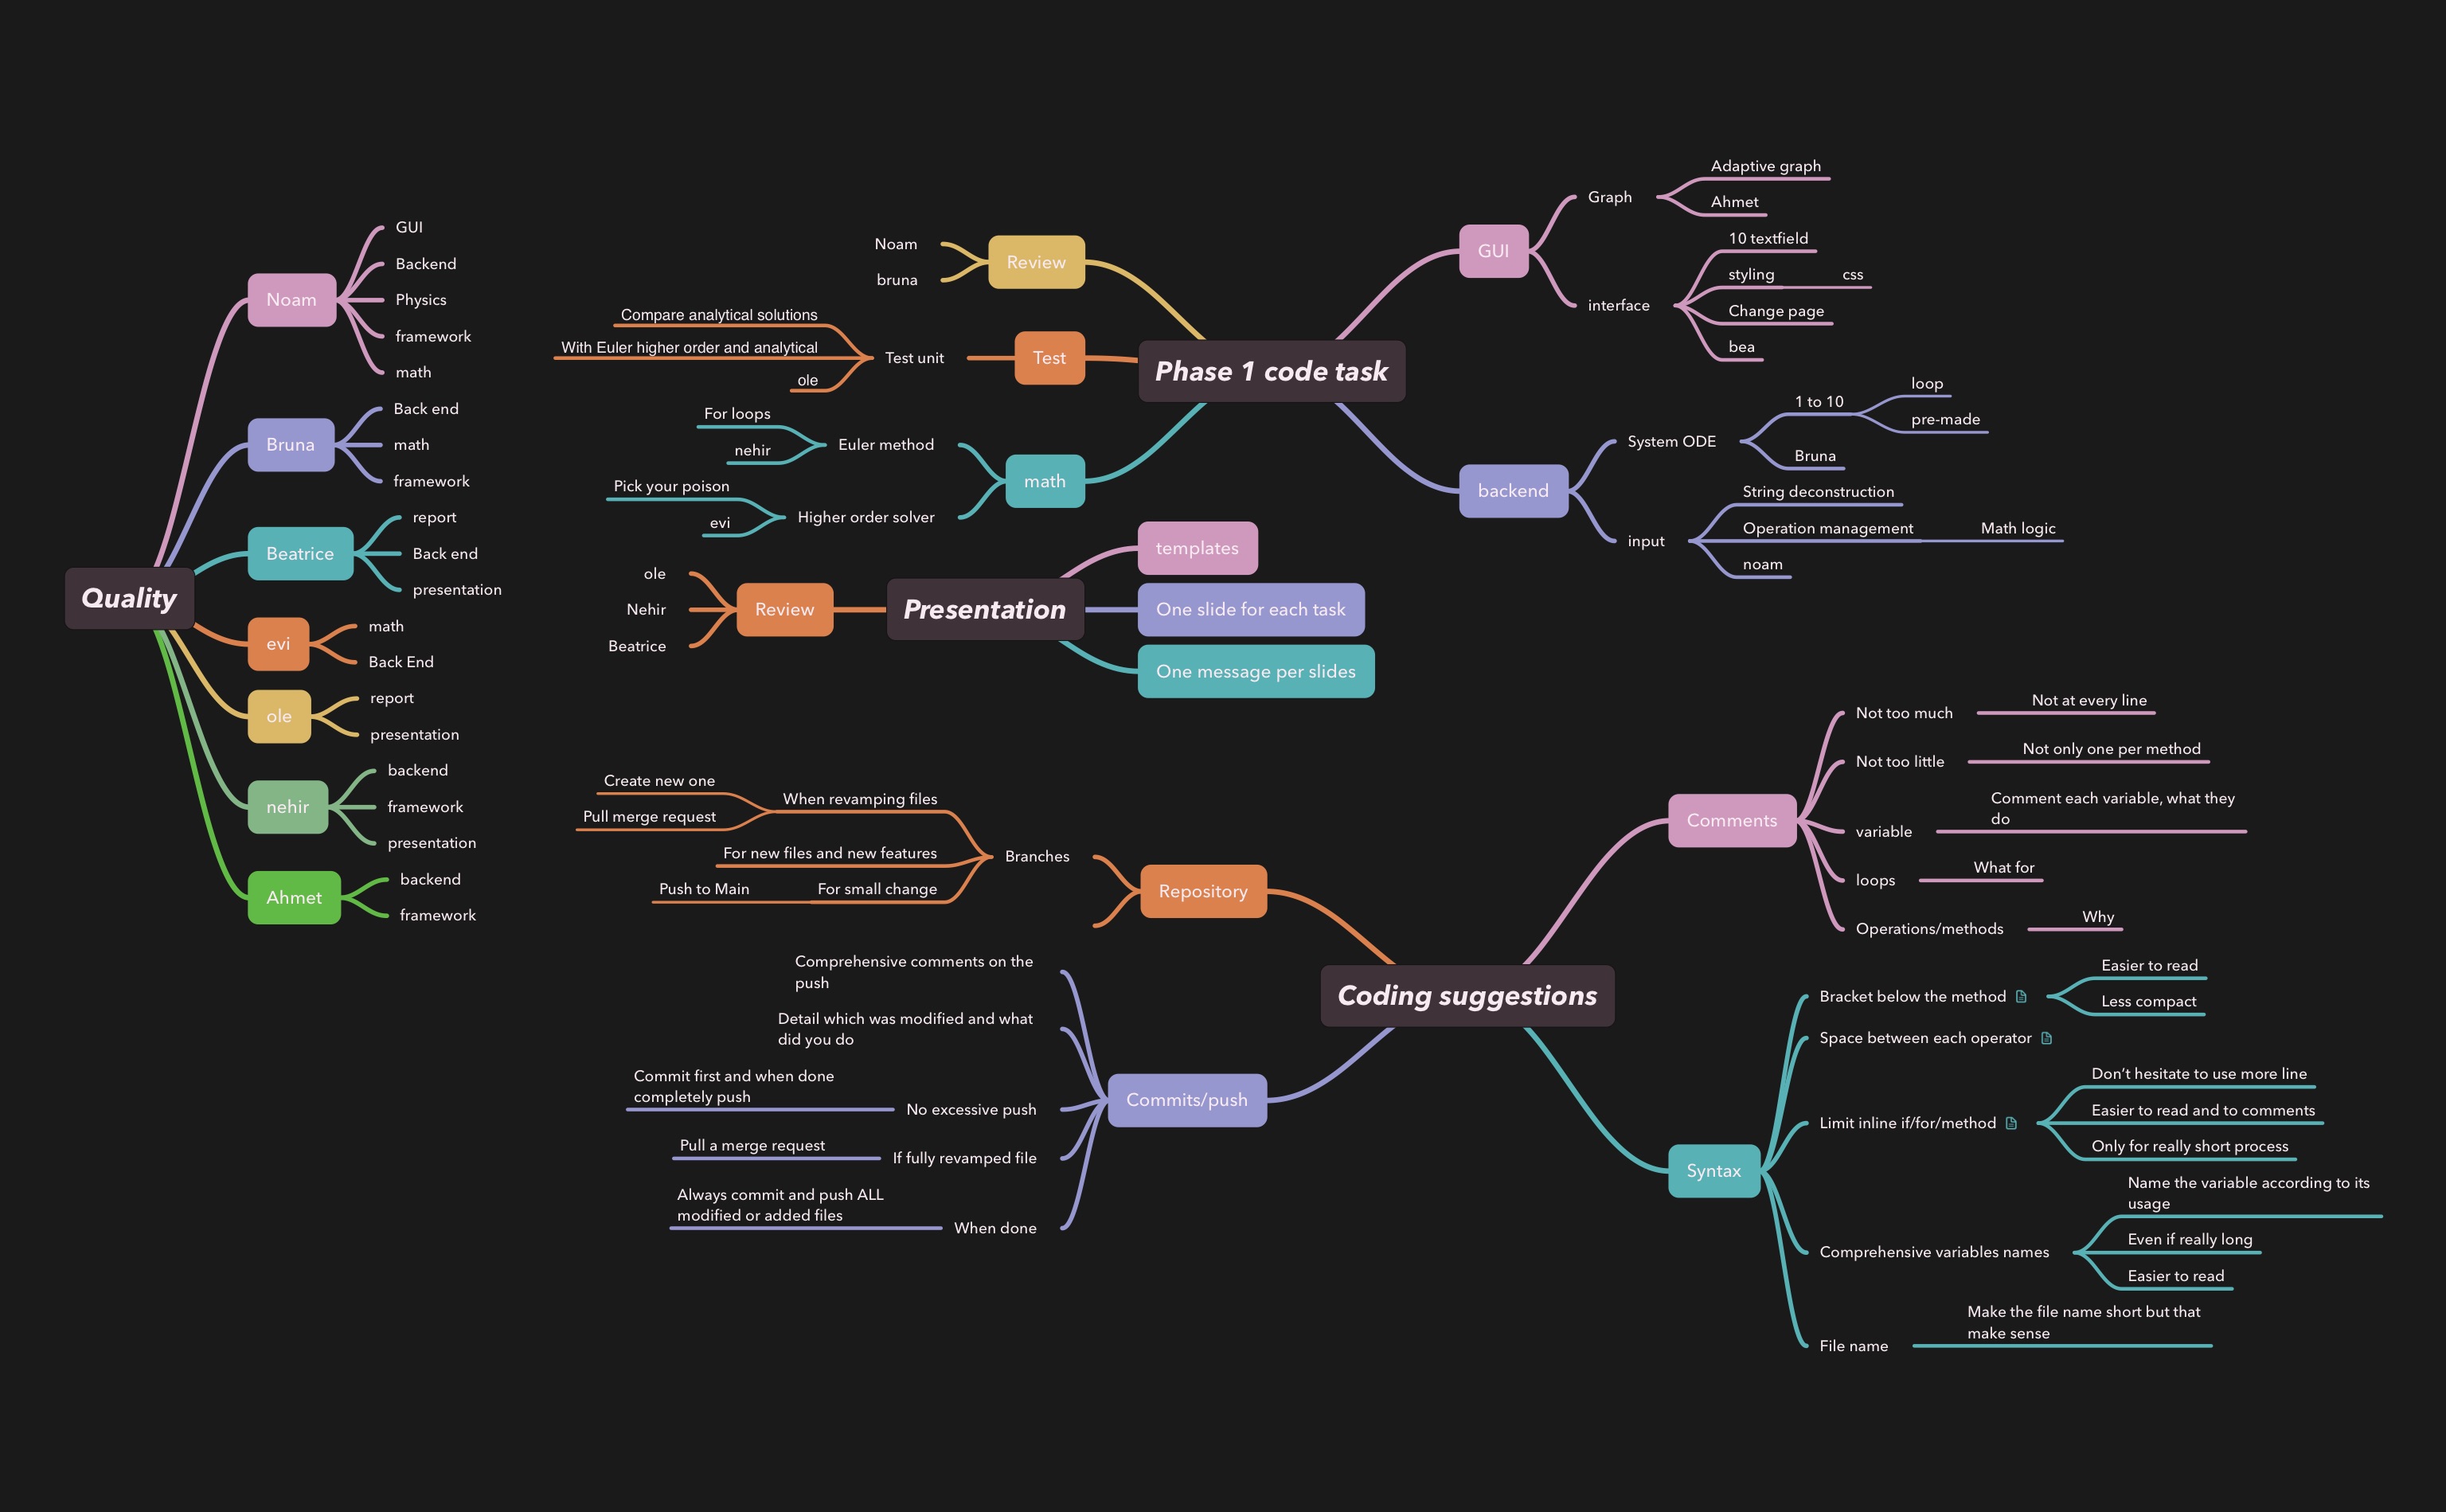 Quality
Noam
GUI
Backend
Physics
framework
math
Bruna
Back end
math
framework
Beatrice
report
Back end
presentation
evi
math
Back End
ole
report
presentation
nehir
backend
framework
presentation
Ahmet
backend
framework
Phase 1 code task
Review
Noam
bruna
Test
Test unit
Compare analytical solutions
With Euler higher order and analytical
ole
math
Euler method
For loops
nehir
Higher order solver
Pick your poison
evi
GUI
Graph
Adaptive graph
Ahmet
interface
10 textfield
styling
css
Change page
bea
backend
System ODE
1 to 10
loop
pre-made
Bruna
input
String deconstruction
Operation management
Math logic
noam
Presentation
Review
ole
Nehir
Beatrice
templates
One slide for each task
One message per slides
Coding suggestions
Repository
Branches
When revamping files
Create new one
Pull merge request
For new files and new features
For small change
Push to Main
Commits/push
Comprehensive comments on the
push
Detail which was modified and what
did you do
No excessive push
Commit first and when done
completely push
If fully revamped file
Pull a merge request
When done
Always commit and push ALL
modified or added files
Comments
Not too much
Not at every line
Not too little
Not only one per method
variable
Comment each variable, what they
do
loops
What for
Operations/methods
Why
Syntax
Bracket below the method
Easier to read
Less compact
Space between each operator
Limit inline if/for/method
Don’t hesitate to use more line
Easier to read and to comments
Only for really short process
Comprehensive variables names
Name the variable according to its
usage
Even if really long
Easier to read
File name
Make the file name short but that
make sense